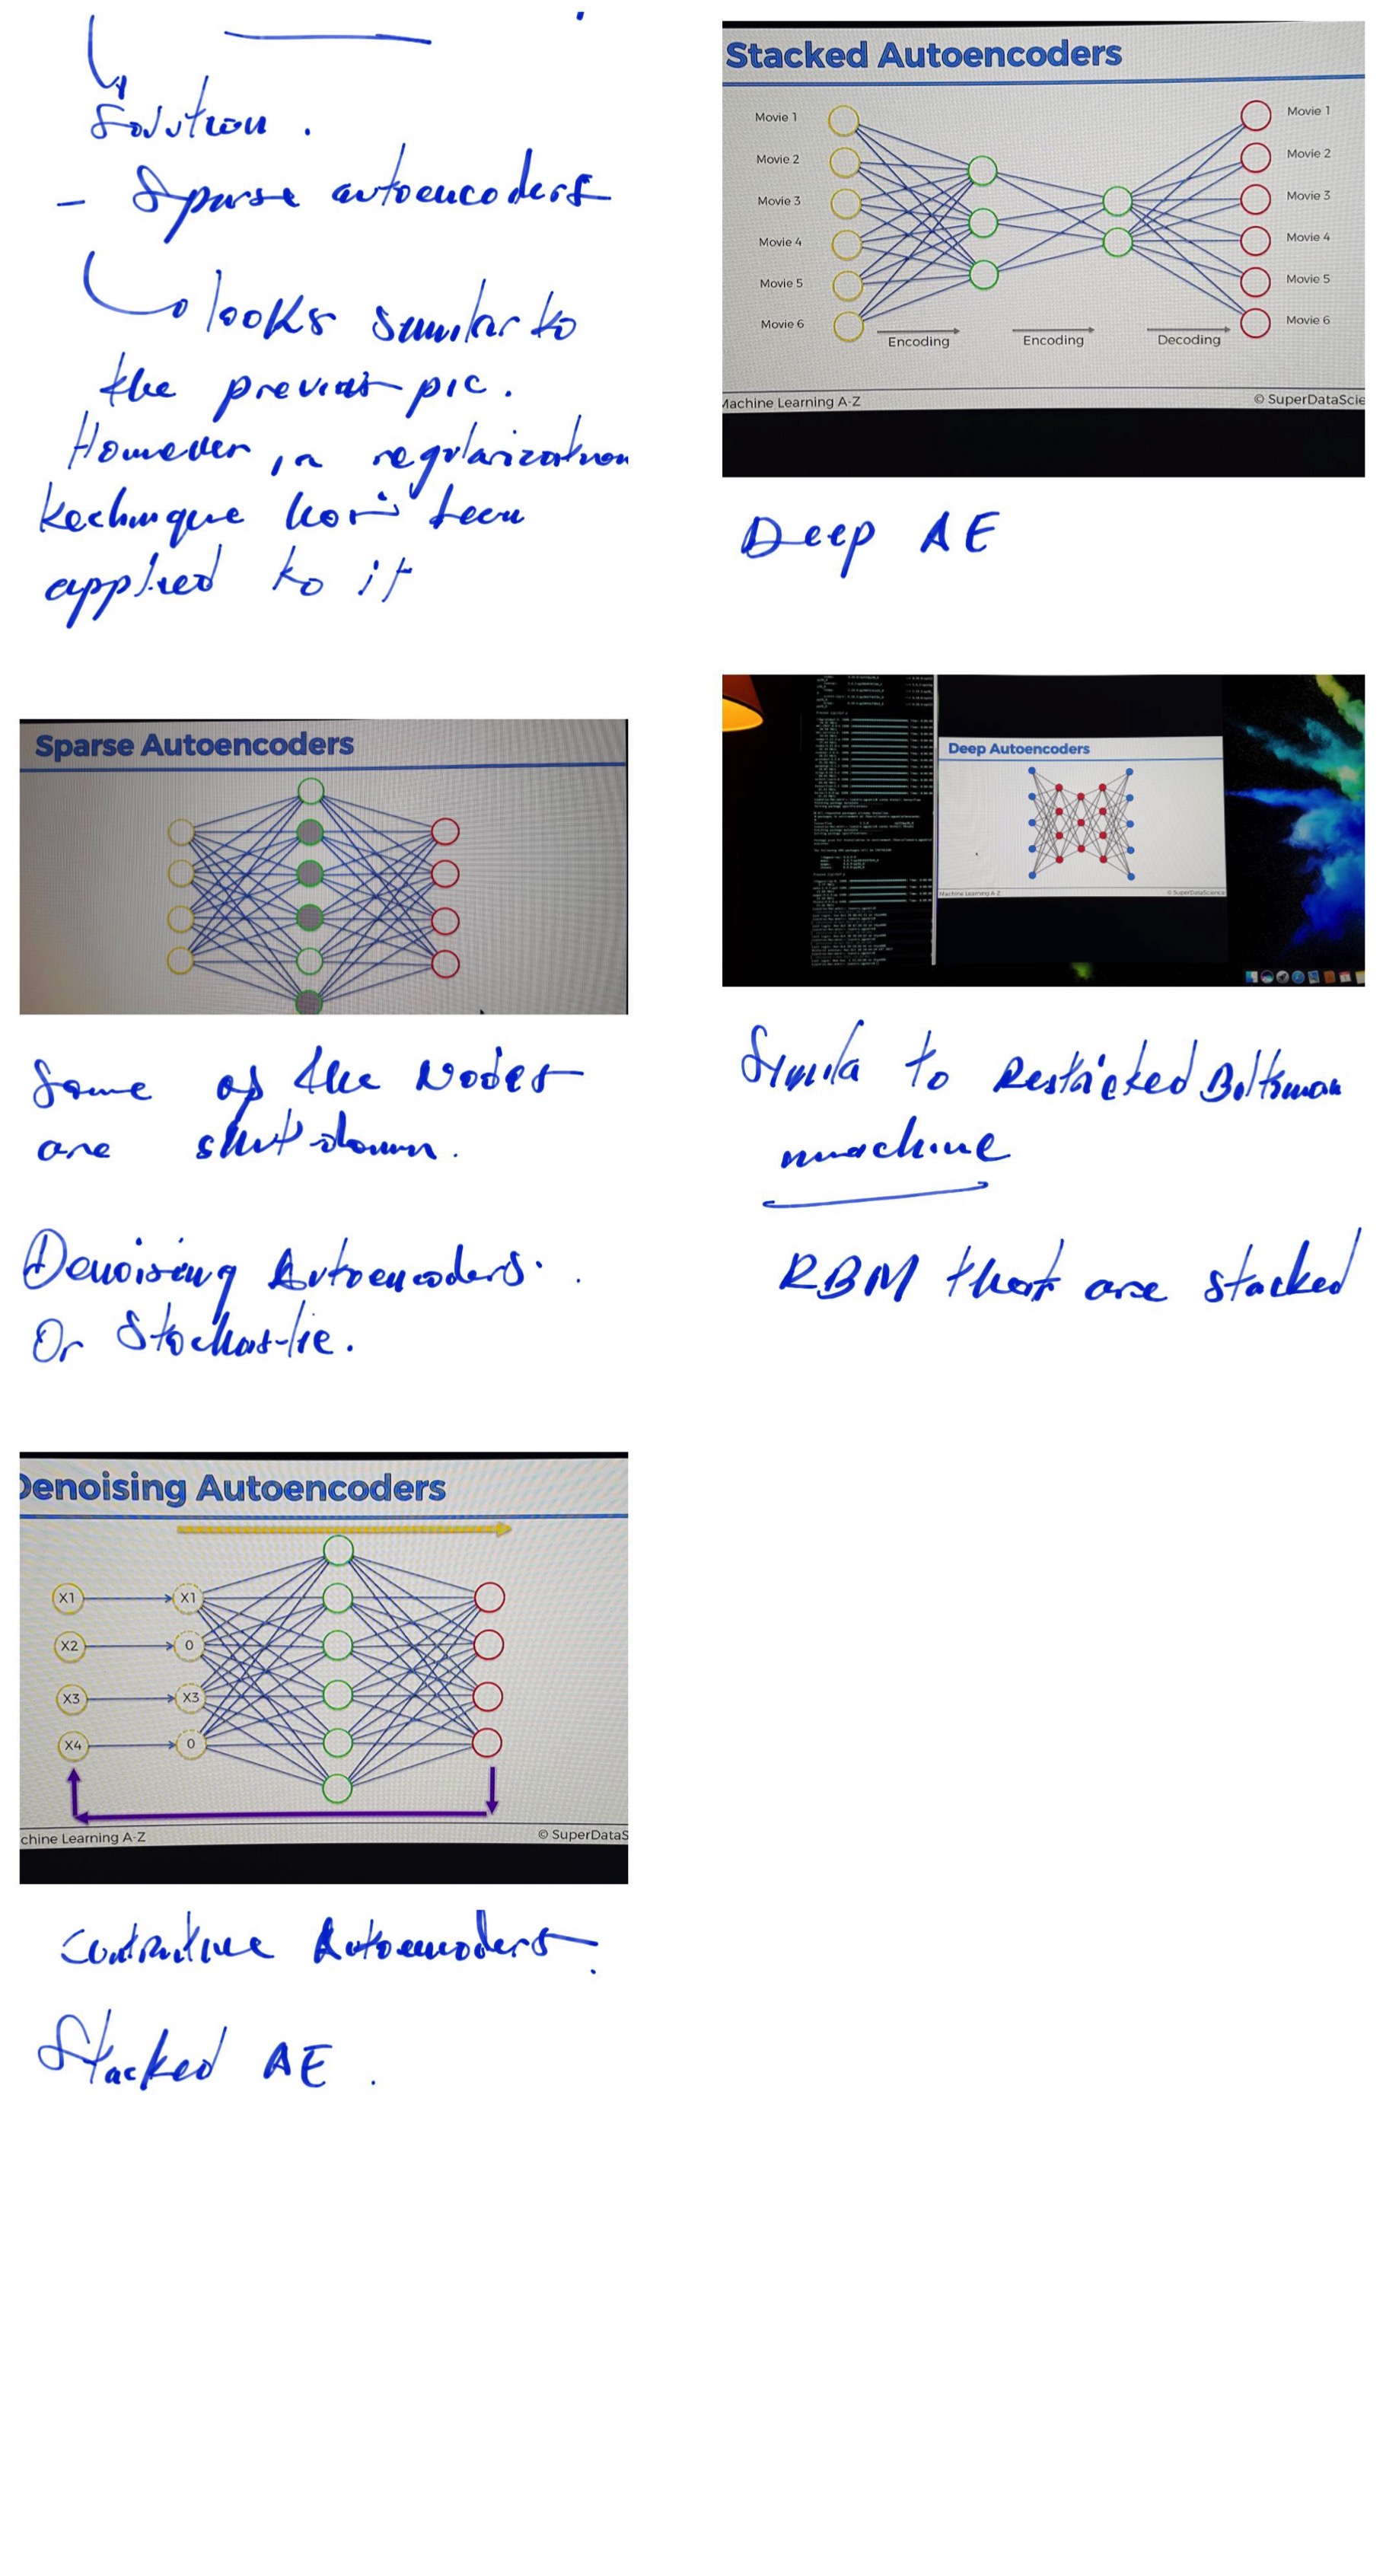 Solution.
- Sparse autoencoders
looks similar to
the previous pic.
However, a regularization
technique has been
applied to it
Sparse Autoencoders
Some of the Nodes
are shut down.
Denoising Autoencoders.
Or Stochastic.
Denoising Autoencoders
X1 X1
X2 0
X3 X3
X4 0
chine Learning A-Z © SuperDataS
Contractive Autoencoders.
Stacked AE.
Stacked Autoencoders
Movie 1 Movie 1
Movie 2 Movie 2
Movie 3 Movie 3
Movie 4 Movie 4
Movie 5 Movie 5
Movie 6 Movie 6
Encoding Encoding Decoding
Machine Learning A-Z © SuperDataScie
Deep AE
Deep Autoencoders
Machine Learning A-Z © SuperDataScience
Simila to Restricted Boltzman
machine
RBM that are stacked